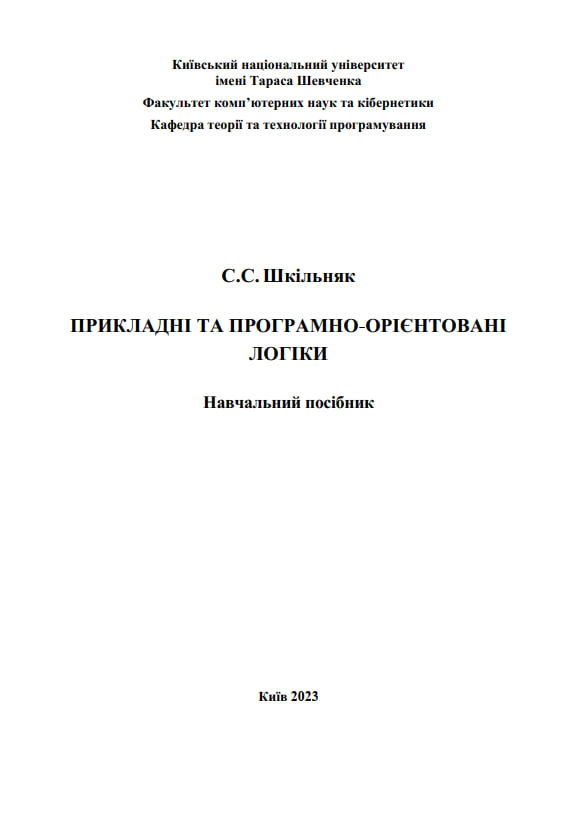 Київський національний університет
імені Тараса Шевченка
Факультет комп’ютерних наук та кібернетики
Кафедра теорії та технології програмування
С.С. Шкільняк
ПРИКЛАДНІ ТА ПРОГРАМНО-ОРІЄНТОВАНІ
ЛОГІКИ
Навчальний посібник
Київ 2023